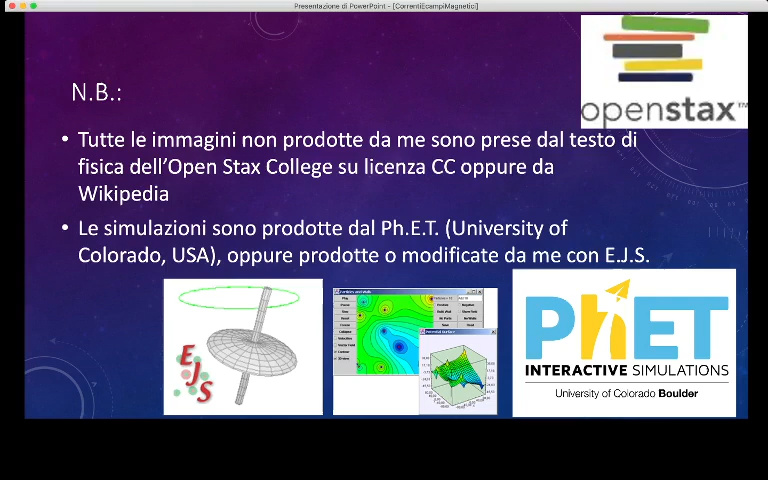 Presentazione di PowerPoint - [CorrentiEcampiMagnetici]
openstax™
N.B.:
• Tutte le immagini non prodotte da me sono prese dal testo di
fisica dell'Open Stax College su licenza CC oppure da
Wikipedia
• Le simulazioni sono prodotte dal Ph.E.T. (University of
Colorado, USA), oppure prodotte o modificate da me con E.J.S.
EJS
PhET
INTERACTIVE SIMULATIONS
University of Colorado Boulder